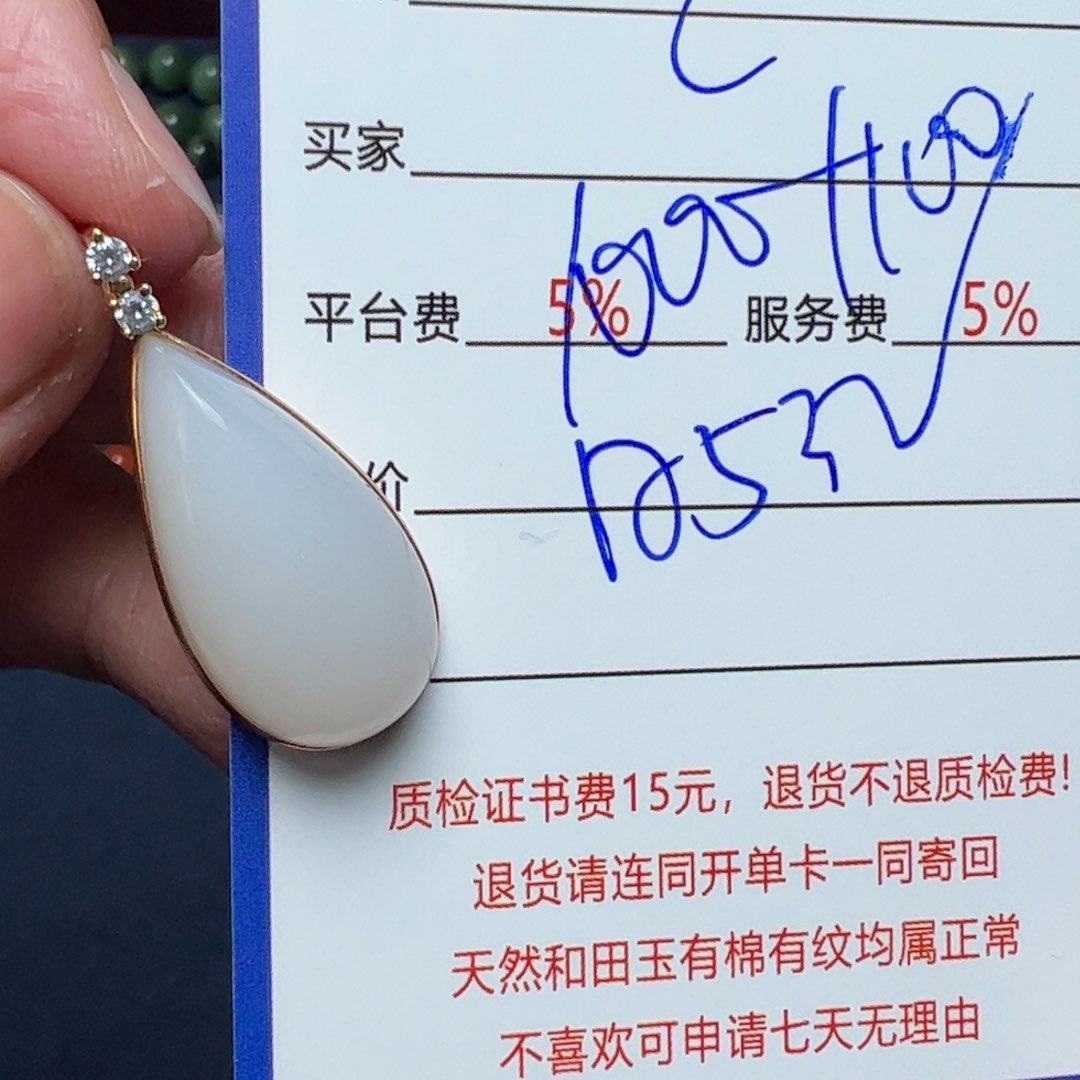 买家
平台费 5% 服务费 5%
价
质检证书费15元，退货不退质检费！
退货请连同开单卡一同寄回
天然和田玉有棉有纹均属正常
不喜欢可申请七天无理由